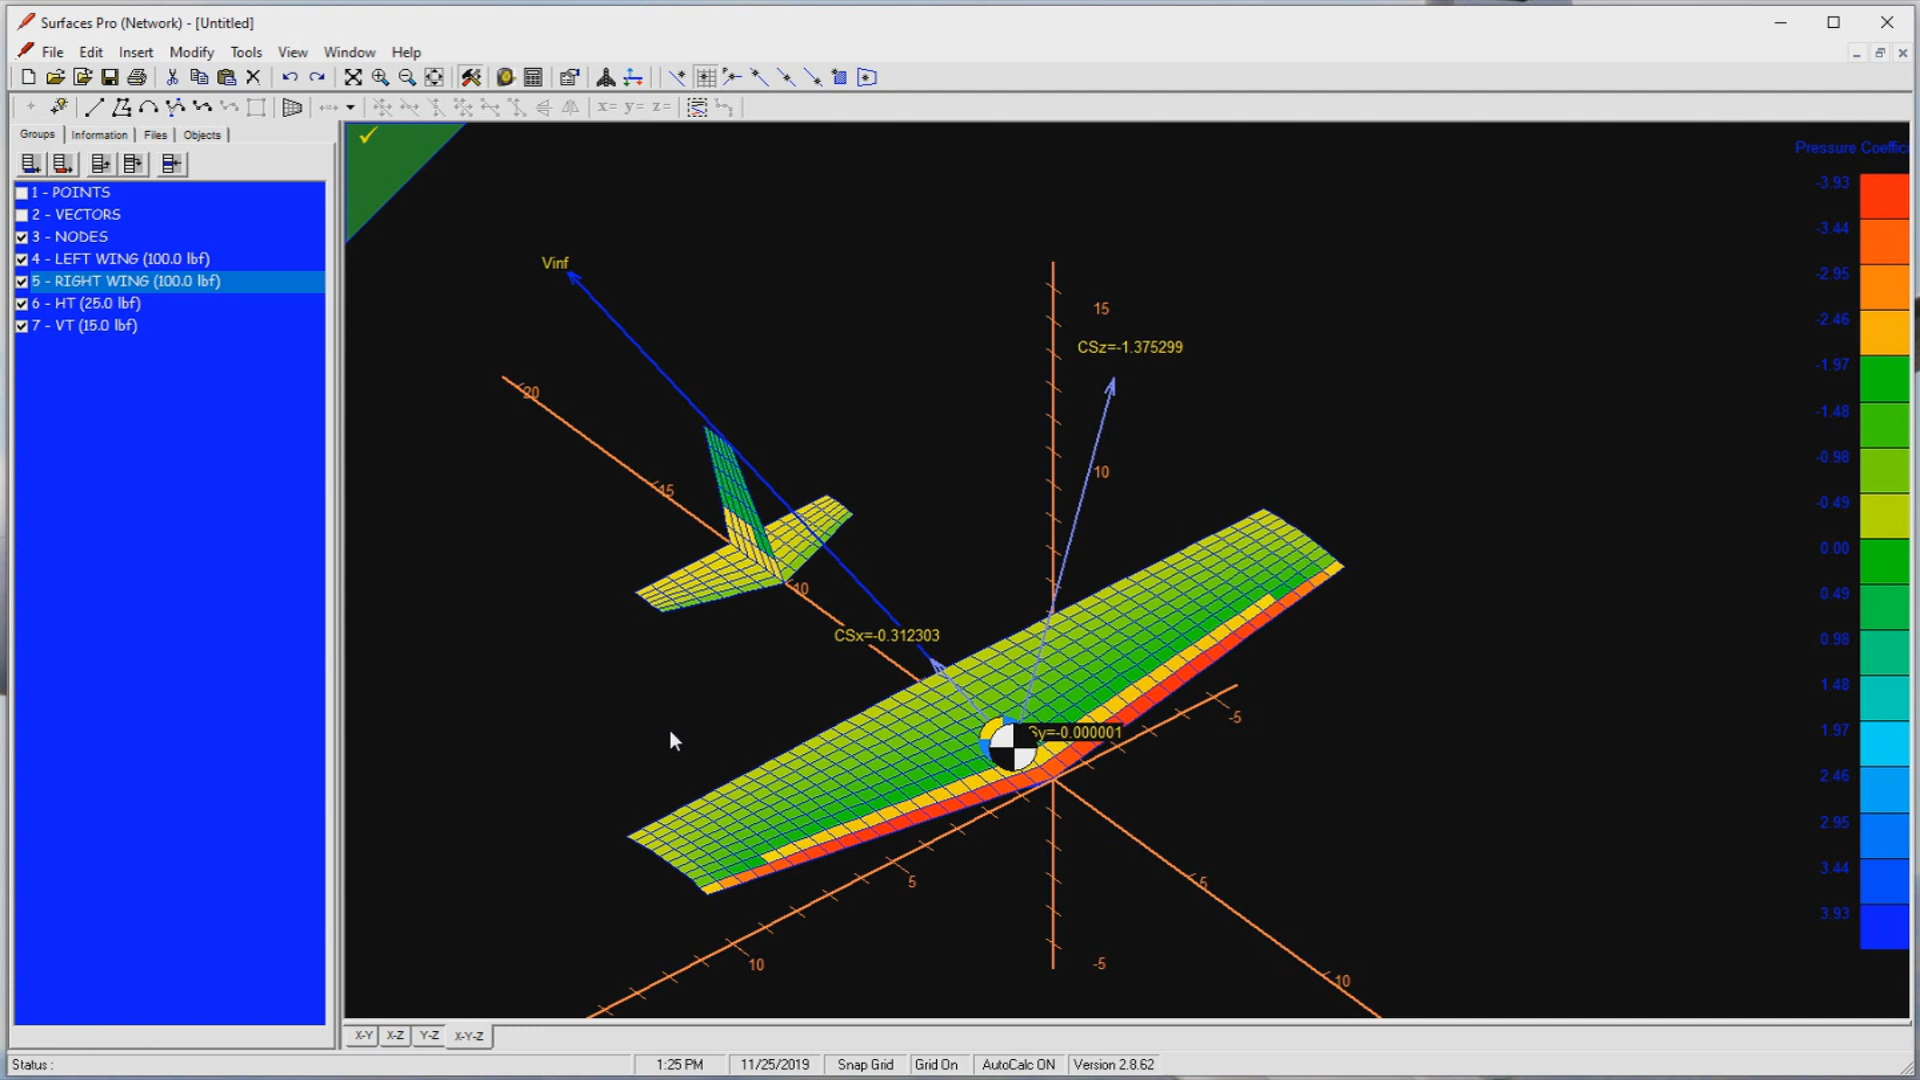 Surfaces Pro (Network) - [Untitled]
File Edit Insert Modify Tools View Window Help
x= y= z=
Groups Information Files Objects
1 - POINTS
2 - VECTORS
3 - NODES
4 - LEFT WING (100.0 lbf)
5 - RIGHT WING (100.0 lbf)
6 - HT (25.0 lbf)
7 - VT (15.0 lbf)
Vinf
15
CSz=-1.375299
20
10
15
10
CSx=-0.312303
-5
Sy=-0.000001
5
-5
10
-5
-10
Pressure Coeffic
-3.93
-3.44
-2.95
-2.46
-1.97
-1.48
-0.98
-0.49
0.00
0.49
0.98
1.48
1.97
2.46
2.95
3.44
3.93
X-Y X-Z Y-Z X-Y-Z
Status : 1:25 PM 11/25/2019 Snap Grid Grid On AutoCalc ON Version 2.8.62